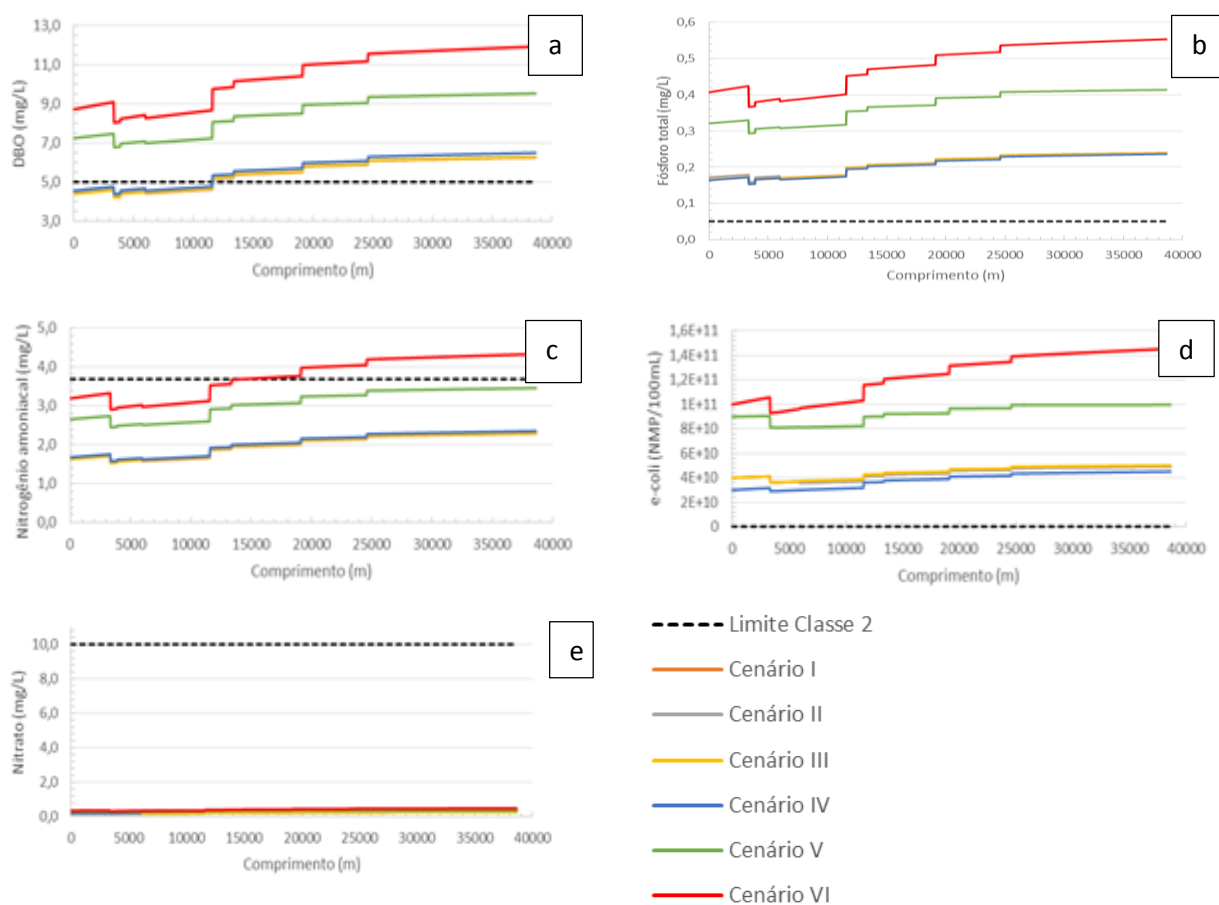 a
DBO (mg/L)
13,0
11,0
9,0
7,0
5,0
3,0
0 5000 10000 15000 20000 25000 30000 35000 40000
Comprimento (m)
b
Fósforo total (mg/L)
0,6
0,5
0,4
0,3
0,2
0,1
0,0
0 5000 10000 15000 20000 25000 30000 35000 40000
Comprimento (m)
c
Nitrogênio amoniacal (mg/L)
5,0
4,0
3,0
2,0
1,0
0,0
0 5000 10000 15000 20000 25000 30000 35000 40000
Comprimento (m)
d
e-coli (NMP/100mL)
1,6E+11
1,4E+11
1,2E+11
1E+11
8E+10
6E+10
4E+10
2E+10
0
0 5000 10000 15000 20000 25000 30000 35000 40000
Comprimento (m)
e
Nitrato (mg/L)
10,0
8,0
6,0
4,0
2,0
0,0
0 5000 10000 15000 20000 25000 30000 35000 40000
Comprimento (m)
Limite Classe 2
Cenário I
Cenário II
Cenário III
Cenário IV
Cenário V
Cenário VI